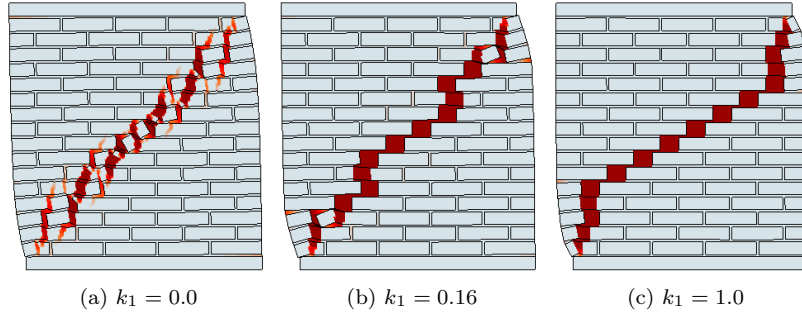 (a) k₁ = 0.0
(b) k₁ = 0.16
(c) k₁ = 1.0